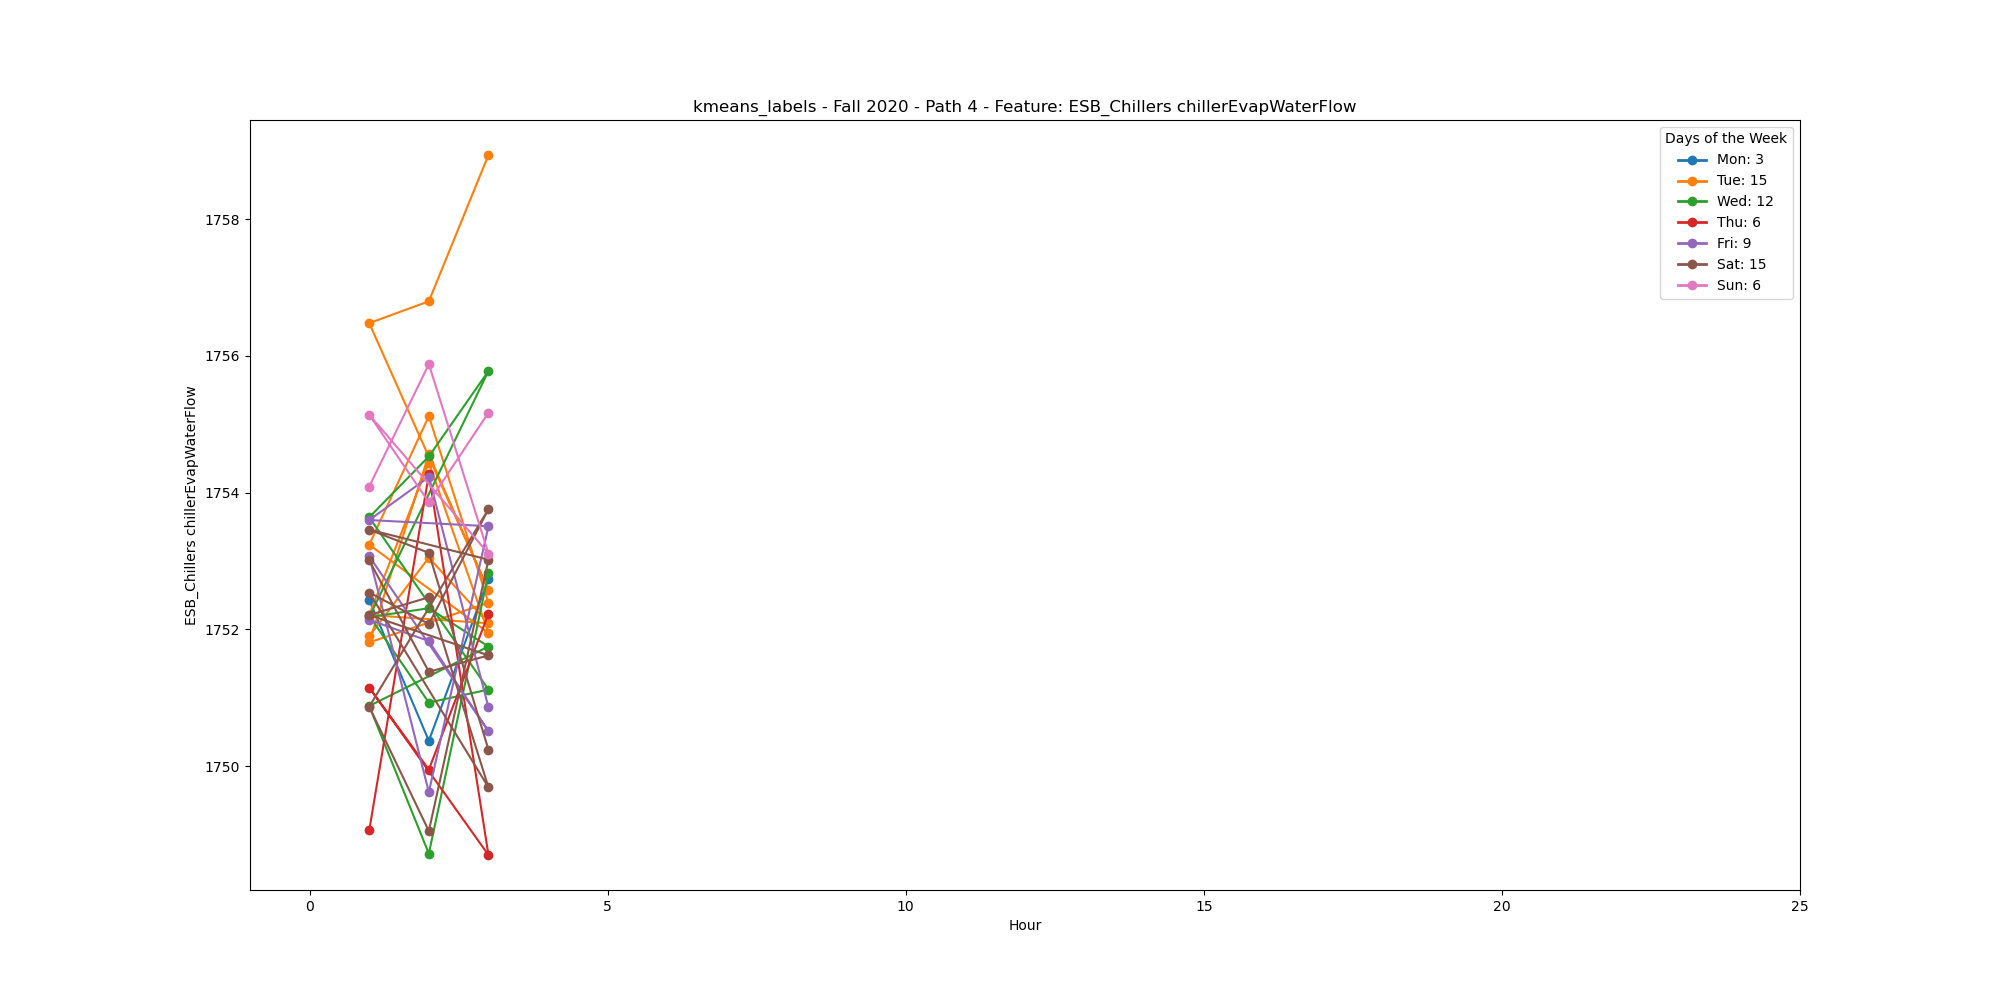 kmeans_labels - Fall 2020 - Path 4 - Feature: ESB_Chillers chillerEvapWaterFlow
Days of the Week
Mon: 3
Tue: 15
Wed: 12
Thu: 6
Fri: 9
Sat: 15
Sun: 6
ESB_Chillers chillerEvapWaterFlow
1758
1756
1754
1752
1750
0 5 10 15 20 25
Hour